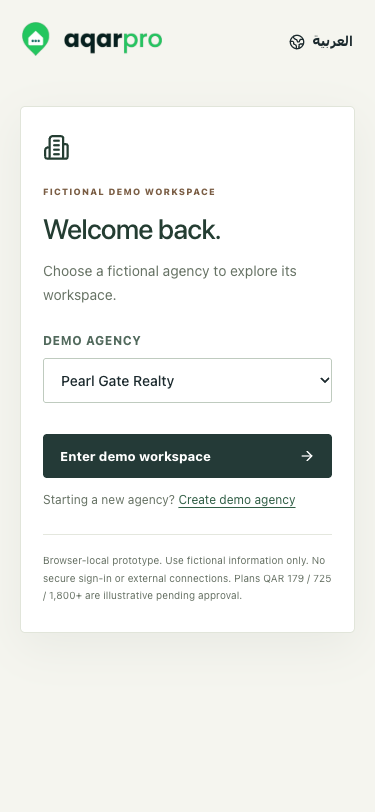 aqarpro
العربية
FICTIONAL DEMO WORKSPACE
Welcome back.
Choose a fictional agency to explore its
workspace.
DEMO AGENCY
Pearl Gate Realty
Enter demo workspace
Starting a new agency? Create demo agency
Browser-local prototype. Use fictional information only. No
secure sign-in or external connections. Plans QAR 179 / 725
/ 1,800+ are illustrative pending approval.